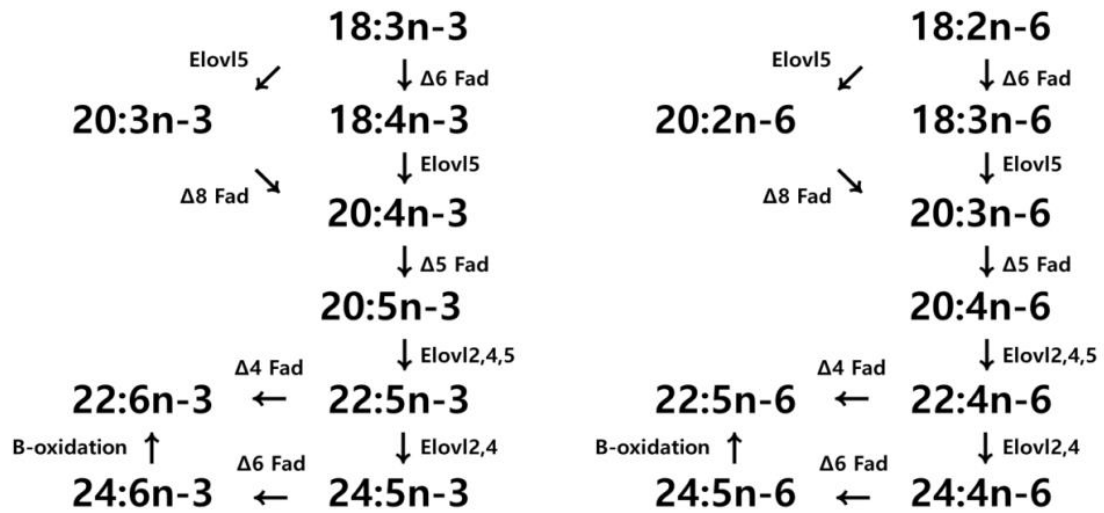 18:3n-3
Elovl5
Δ6 Fad
20:3n-3
18:4n-3
Elovl5
Δ8 Fad
20:4n-3
Δ5 Fad
20:5n-3
Elovl2,4,5
Δ4 Fad
22:6n-3
22:5n-3
B-oxidation
Elovl2,4
Δ6 Fad
24:6n-3
24:5n-3
18:2n-6
Elovl5
Δ6 Fad
20:2n-6
18:3n-6
Elovl5
Δ8 Fad
20:3n-6
Δ5 Fad
20:4n-6
Elovl2,4,5
Δ4 Fad
22:5n-6
22:4n-6
B-oxidation
Elovl2,4
Δ6 Fad
24:5n-6
24:4n-6